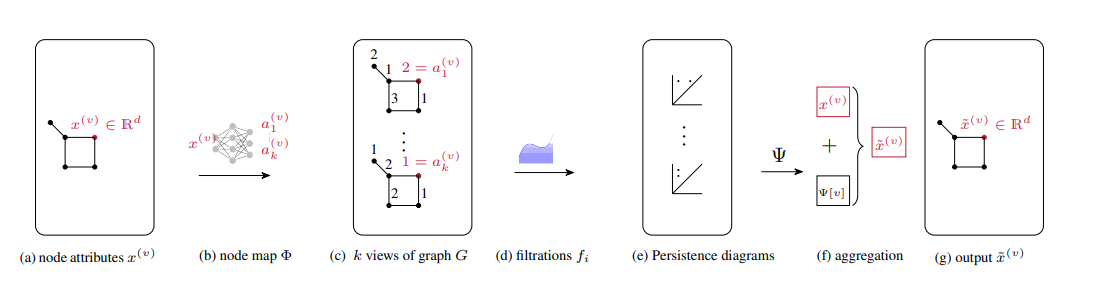 x^(v) ∈ ℝ^d
(a) node attributes x^(v)
x^(v)
a_1^(v)
⋮
a_k^(v)
(b) node map Φ
2
1 2 = a_1^(v)
3 1
⋮
1
2 1 = a_k^(v)
2 1
(c) k views of graph G
(d) filtrations f_i
⋮
(e) Persistence diagrams
Ψ
x^(v)
+
Ψ[v]
x̃^(v)
(f) aggregation
x̃^(v) ∈ ℝ^d
(g) output x̃^(v)